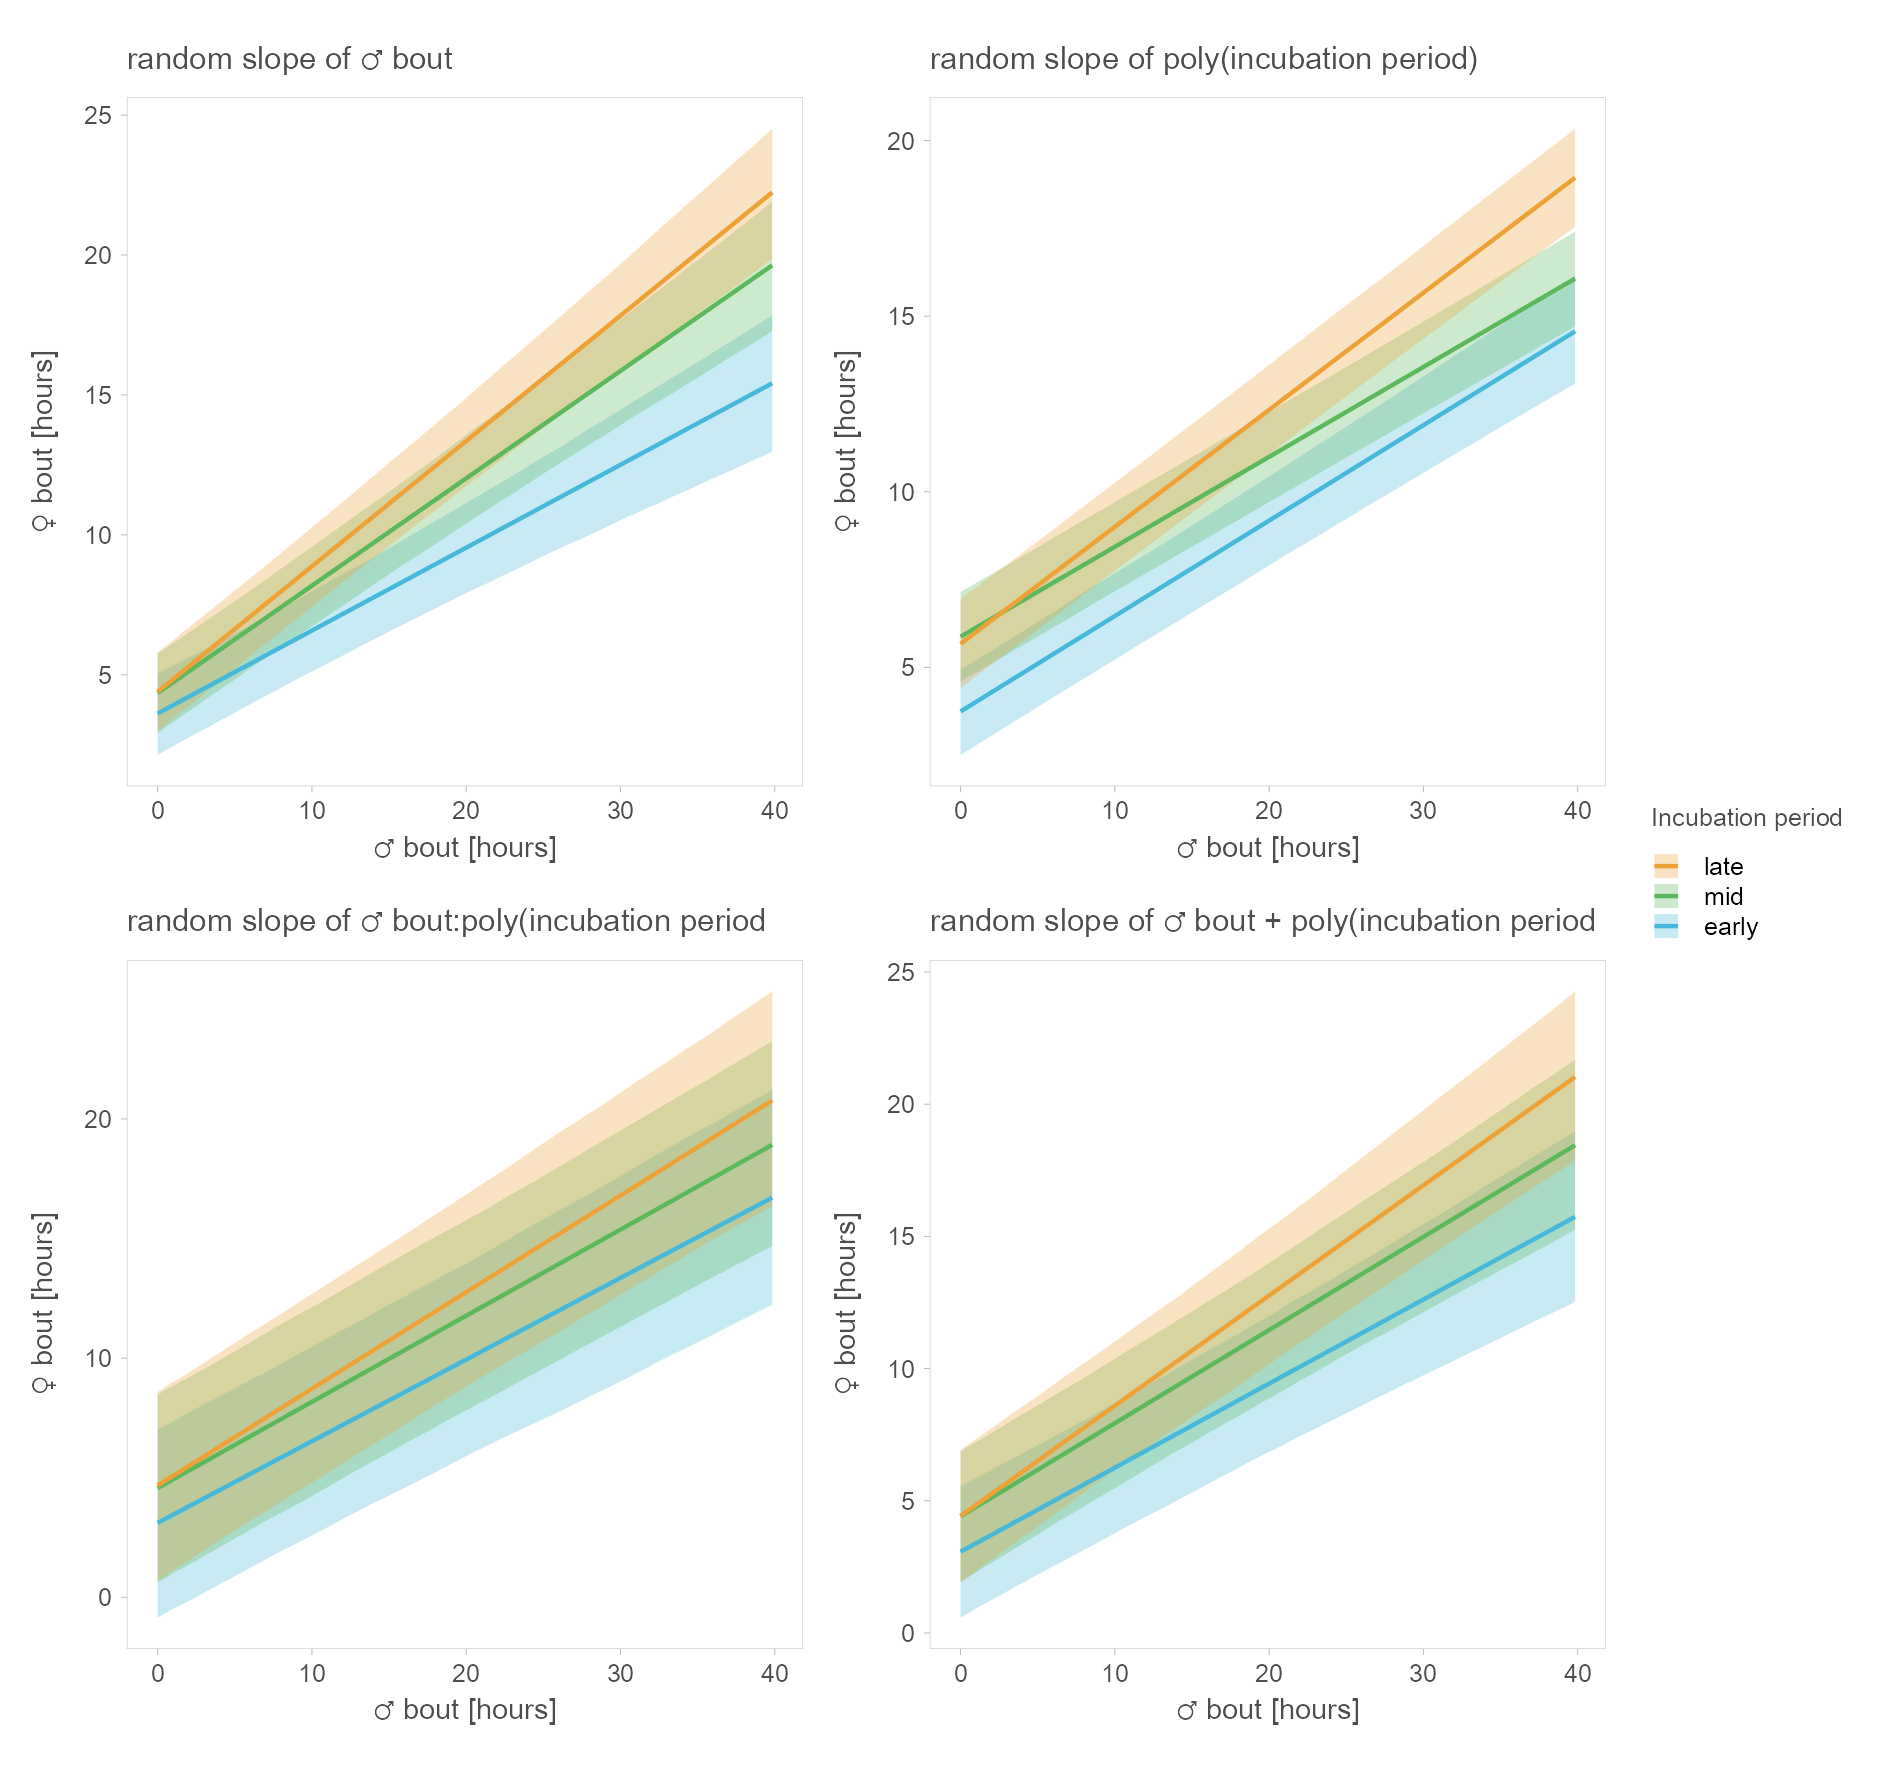 random slope of ♂ bout
25
20
15
10
5
♀ bout [hours]
0 10 20 30 40
♂ bout [hours]
random slope of poly(incubation period)
20
15
10
5
♀ bout [hours]
0 10 20 30 40
♂ bout [hours]
random slope of ♂ bout:poly(incubation period
20
10
0
♀ bout [hours]
0 10 20 30 40
♂ bout [hours]
random slope of ♂ bout + poly(incubation period
25
20
15
10
5
0
♀ bout [hours]
0 10 20 30 40
♂ bout [hours]
Incubation period
late
mid
early